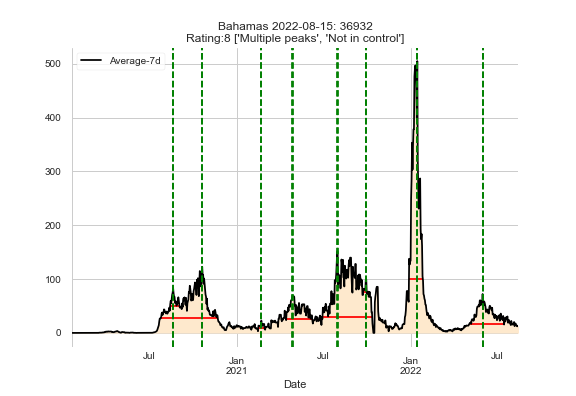 Bahamas 2022-08-15: 36932
Rating:8 ['Multiple peaks', 'Not in control']
Average-7d
500
400
300
200
100
0
Jul
Jan
2021
Jul
Jan
2022
Jul
Date